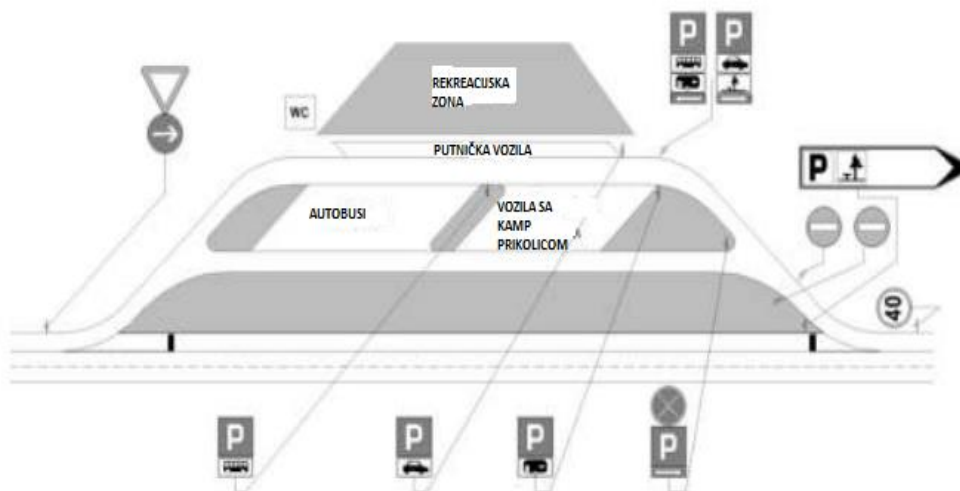 P
P
WC
REKREACIJSKA
ZONA
PUTNIČKA VOZILA
P
AUTOBUSI
VOZILA SA
KAMP
PRIKOLICOM
40
P
P
P
P